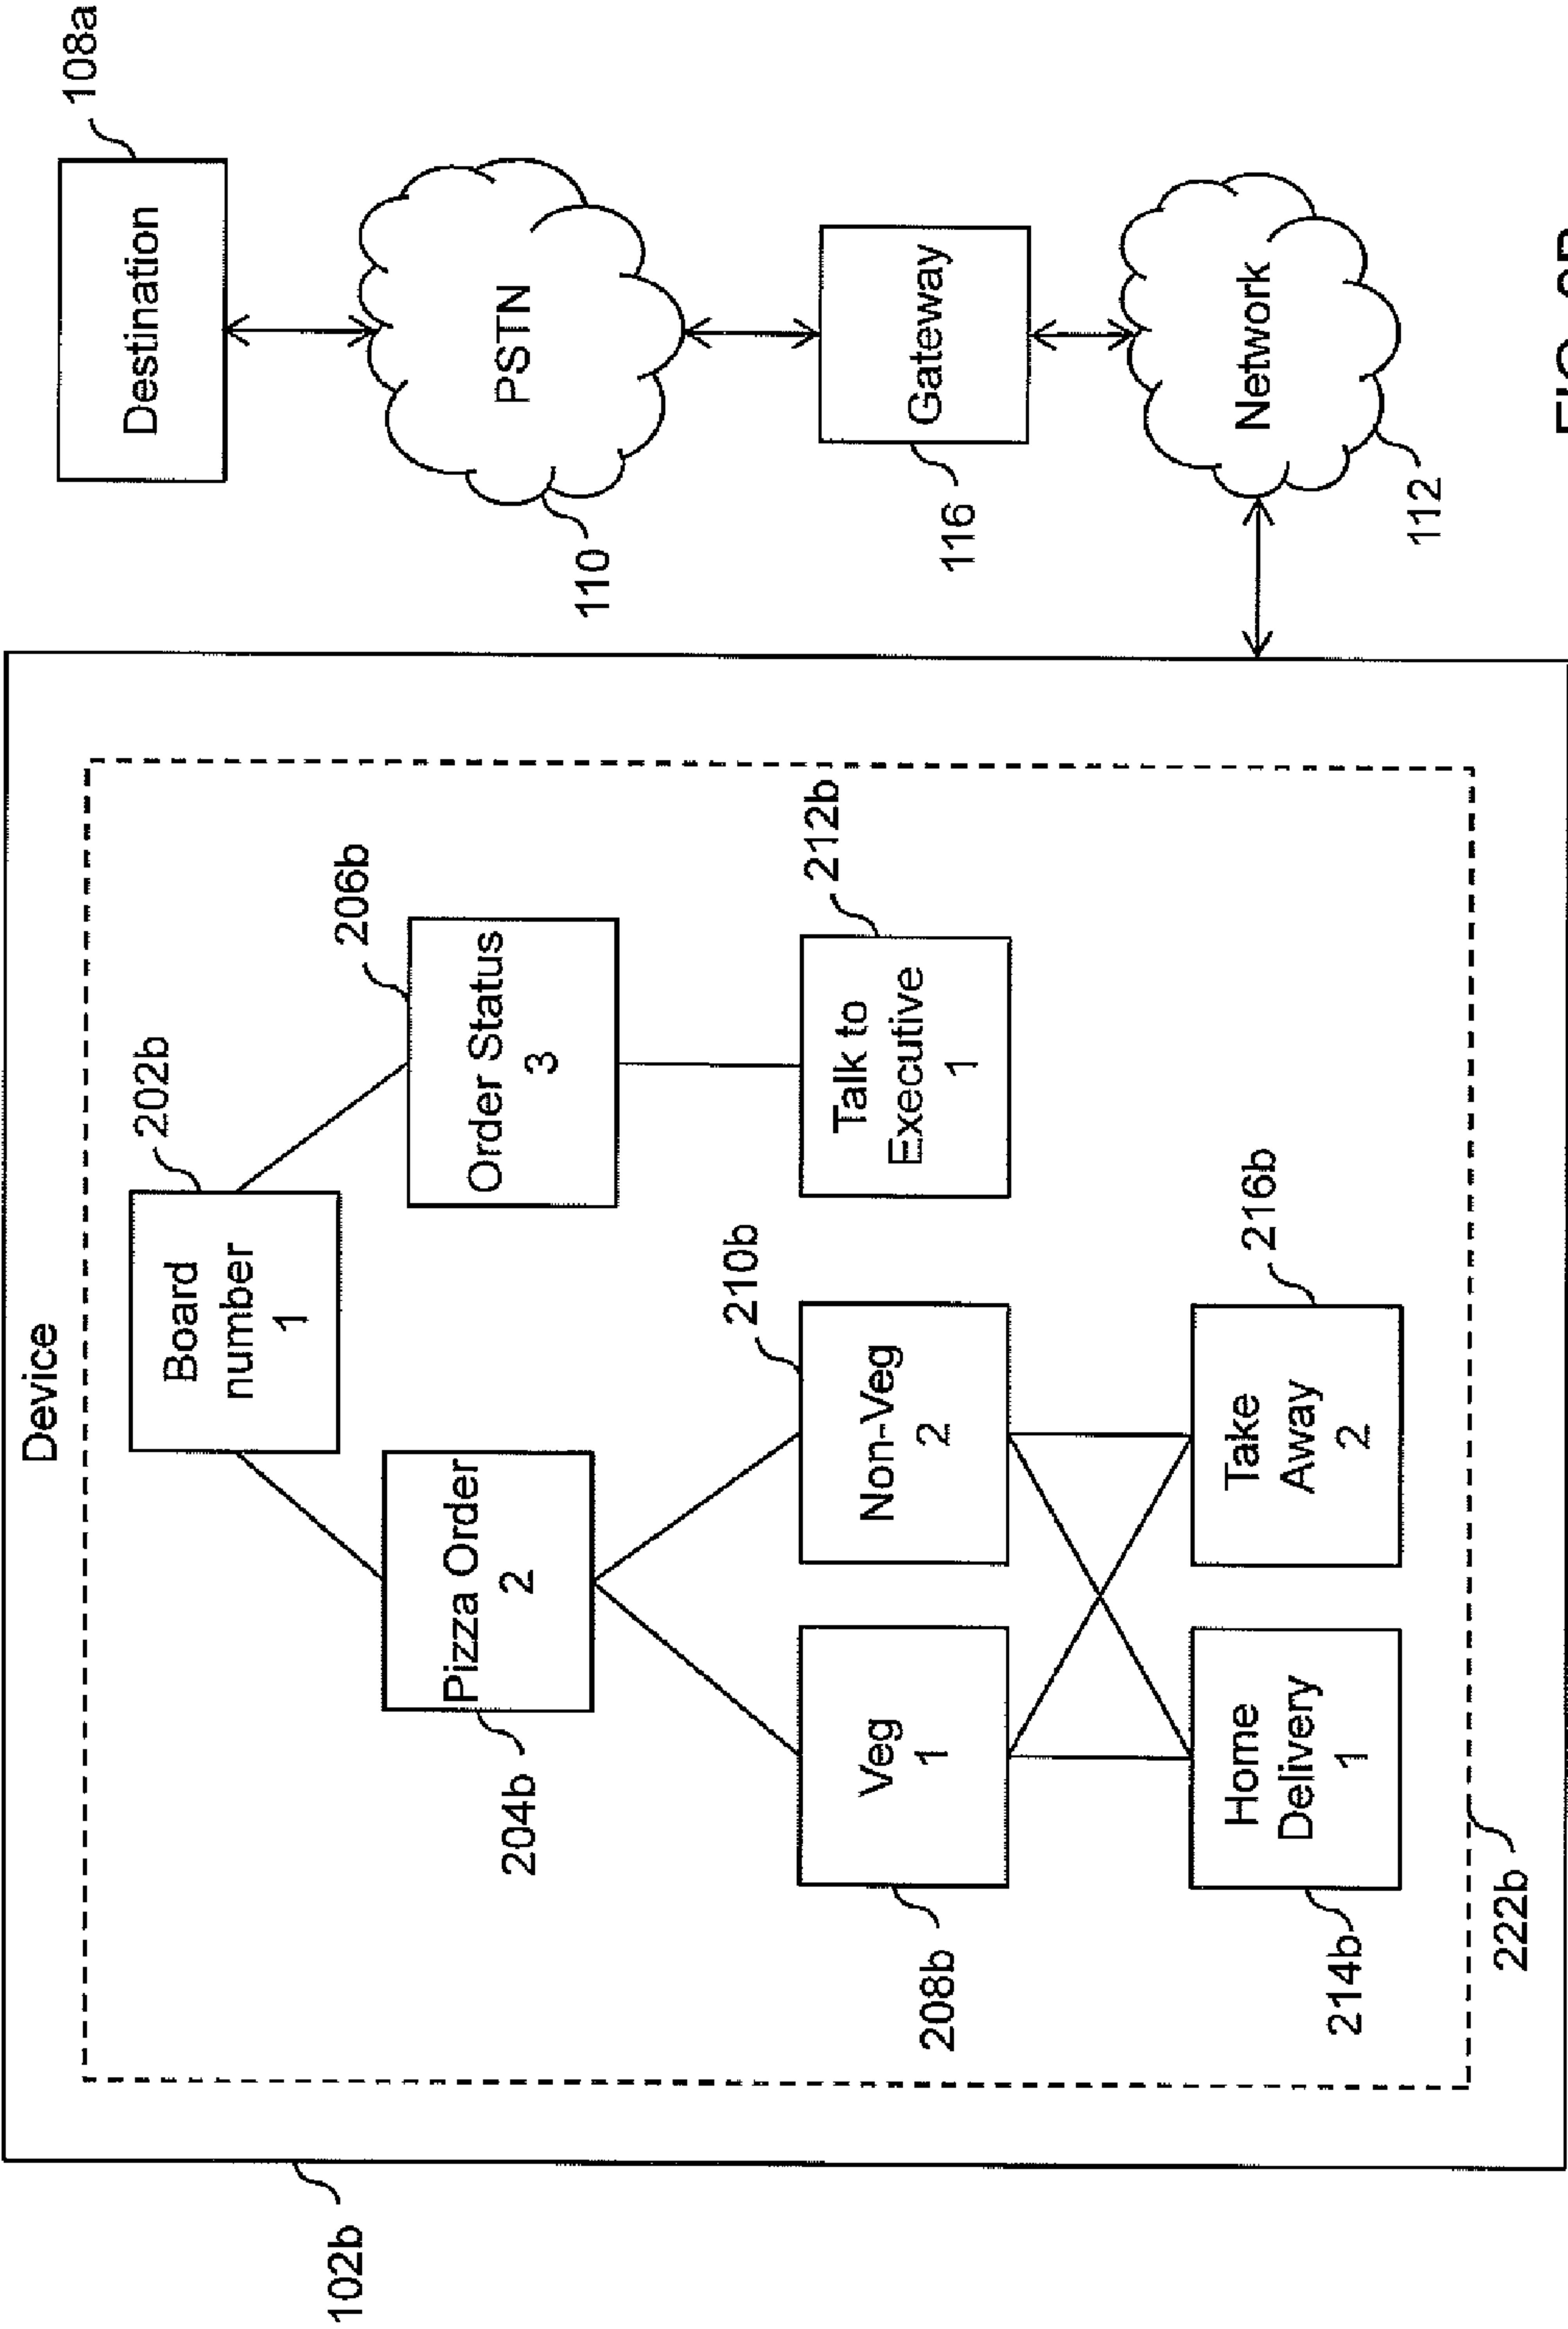 Device
102b
Board
number
1
202b
Pizza Order
2
204b
Order Status
3
206b
Veg
1
208b
Non-Veg
2
210b
Talk to
Executive
1
212b
Home
Delivery
1
214b
Take
Away
2
216b
222b
Destination
108a
PSTN
110
Gateway
116
Network
112